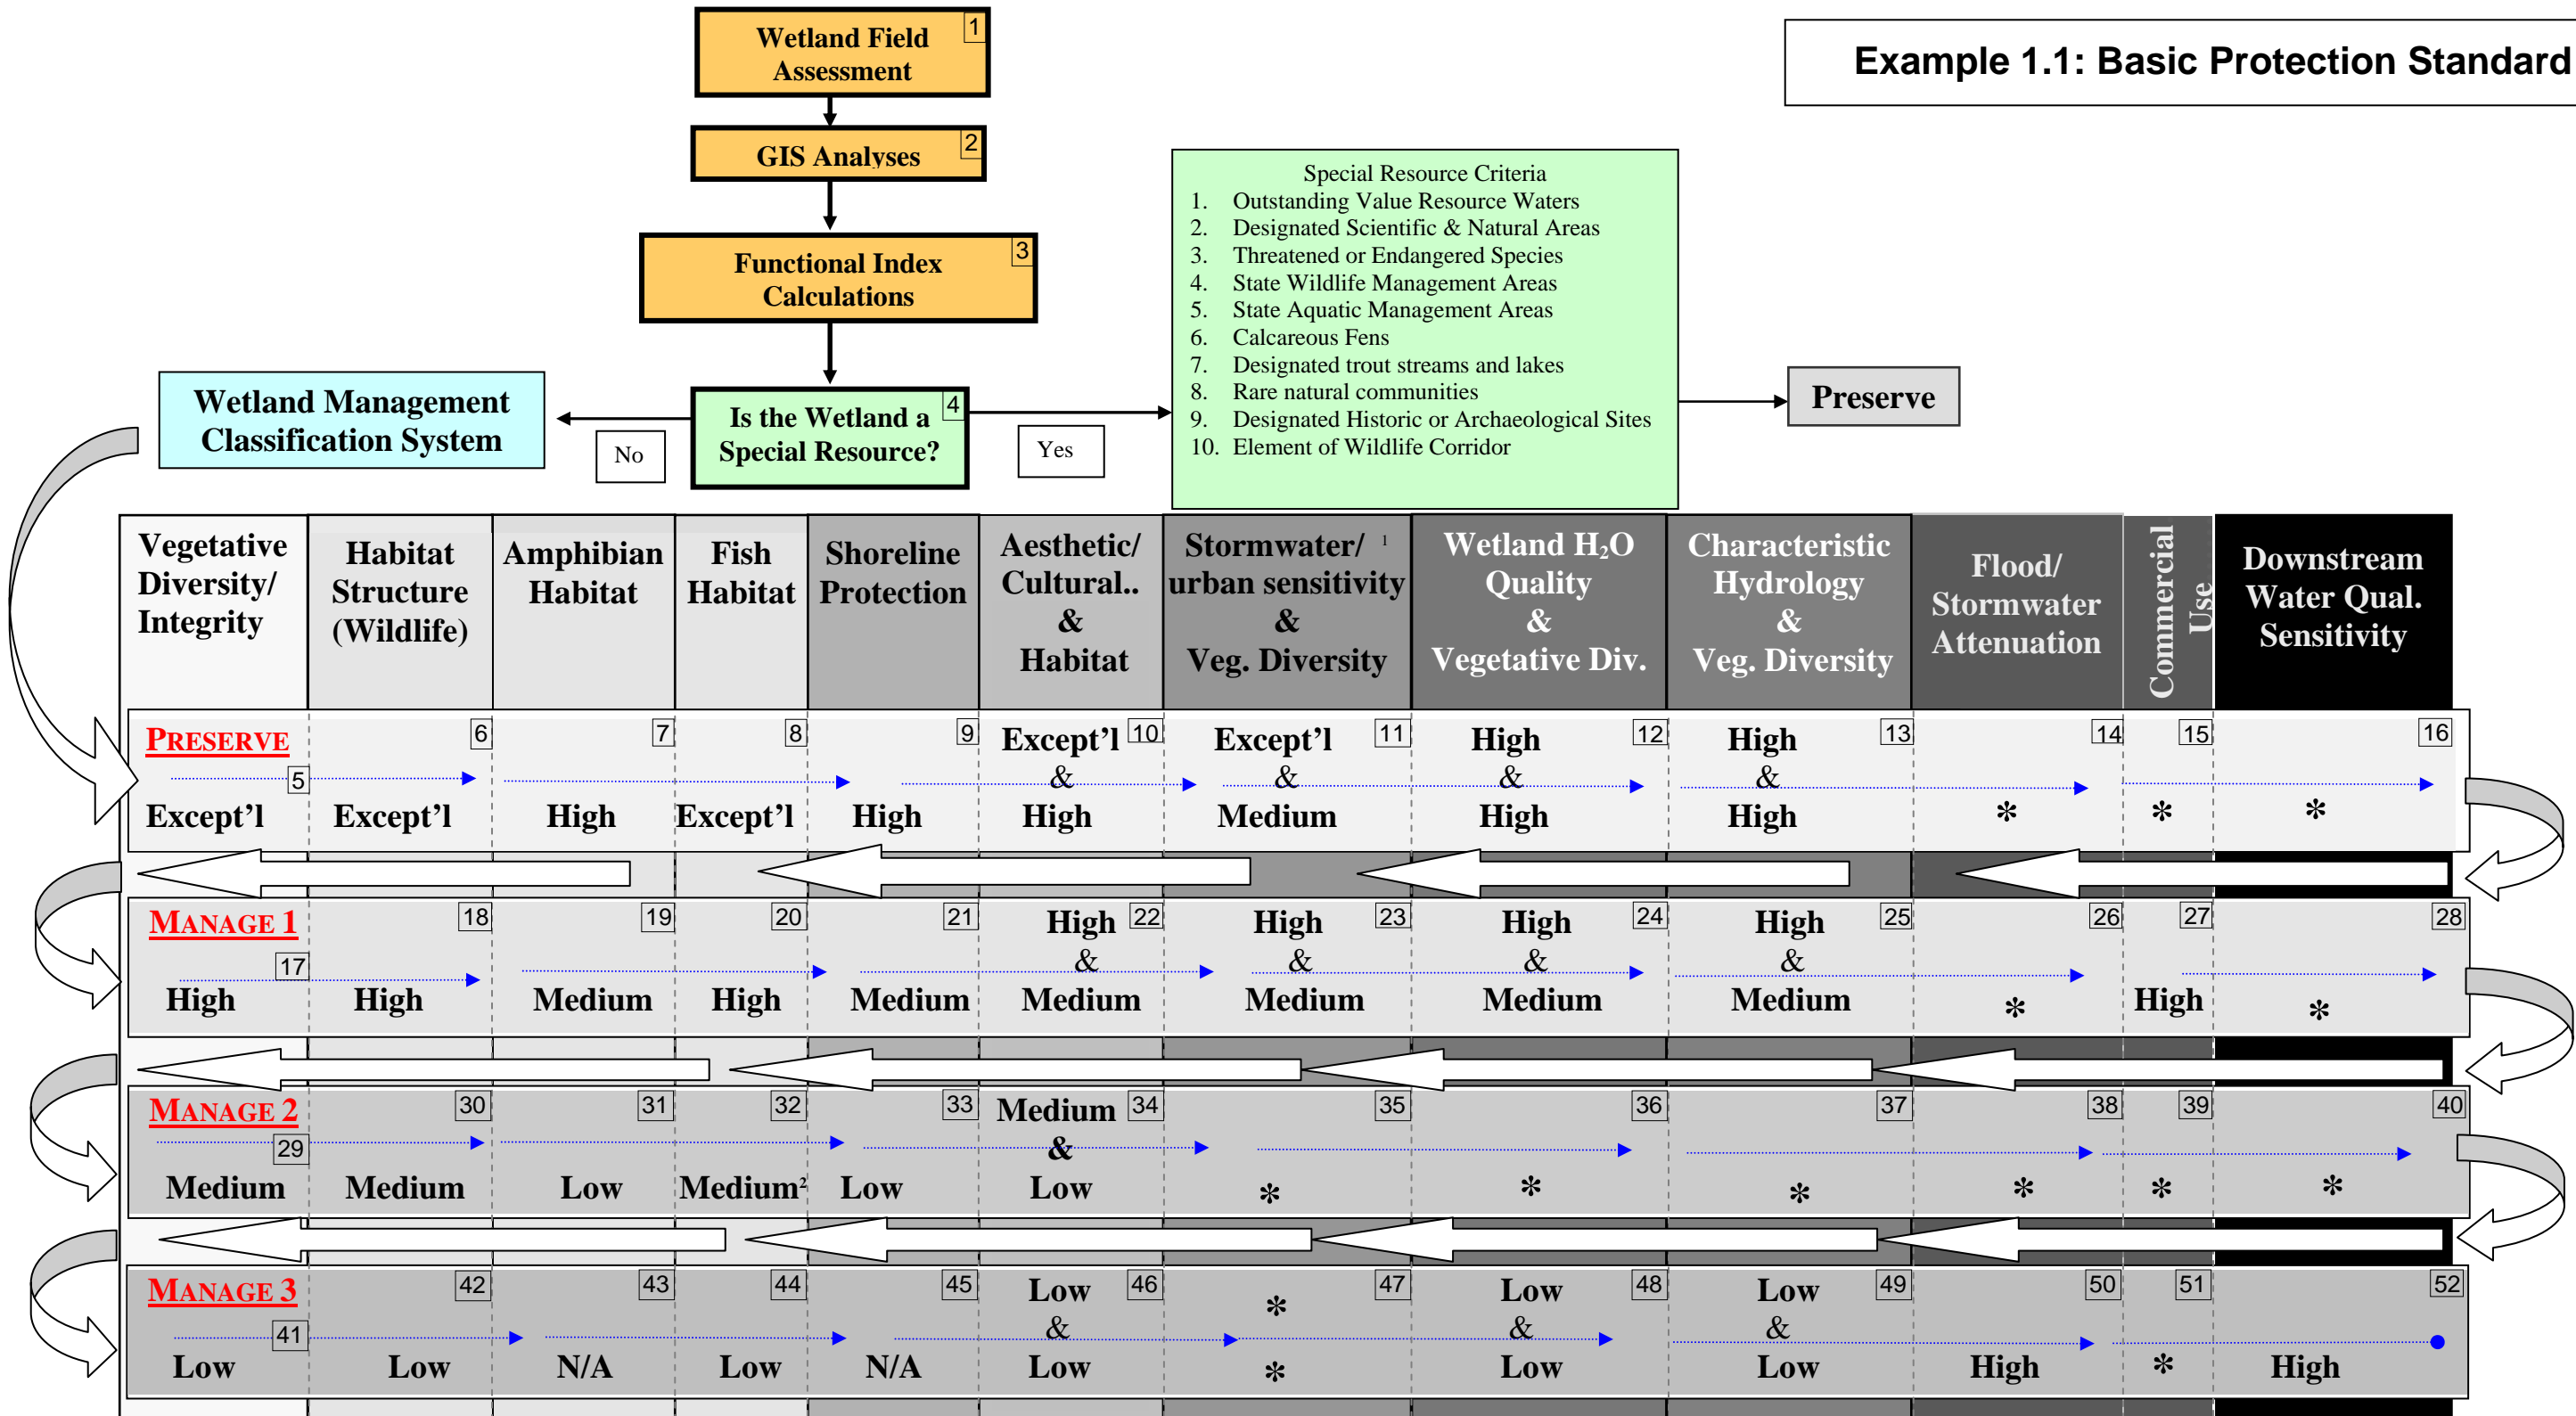 Example 1.1: Basic Protection Standard
Wetland Field
Assessment
1
GIS Analyses
2
Functional Index
Calculations
3
Is the Wetland a
Special Resource?
4
No
Yes
Wetland Management
Classification System
Special Resource Criteria
1. Outstanding Value Resource Waters
2. Designated Scientific & Natural Areas
3. Threatened or Endangered Species
4. State Wildlife Management Areas
5. State Aquatic Management Areas
6. Calcareous Fens
7. Designated trout streams and lakes
8. Rare natural communities
9. Designated Historic or Archaeological Sites
10. Element of Wildlife Corridor
Preserve
Vegetative
Diversity/
Integrity
Habitat
Structure
(Wildlife)
Amphibian
Habitat
Fish
Habitat
Shoreline
Protection
Aesthetic/
Cultural..
&
Habitat
Stormwater/ 1
urban sensitivity
&
Veg. Diversity
Wetland H₂O
Quality
&
Vegetative Div.
Characteristic
Hydrology
&
Veg. Diversity
Flood/
Stormwater
Attenuation
Commercial
Use
Downstream
Water Qual.
Sensitivity
PRESERVE
5
Except'l
6
Except'l
7
High
8
Except'l
9
High
10
Except'l
&
High
11
Except'l
&
Medium
12
High
&
High
13
High
&
High
14
*
15
*
16
*
MANAGE 1
17
High
18
High
19
Medium
20
High
21
Medium
22
High
&
Medium
23
High
&
Medium
24
High
&
Medium
25
High
&
Medium
26
*
27
High
28
*
MANAGE 2
29
Medium
30
Medium
31
Low
32
Medium²
33
Low
34
Medium
&
Low
35
*
36
*
37
*
38
*
39
*
40
*
MANAGE 3
41
Low
42
Low
43
N/A
44
Low
45
N/A
46
Low
&
Low
47
*
*
48
Low
&
Low
49
Low
&
Low
50
High
51
*
52
High